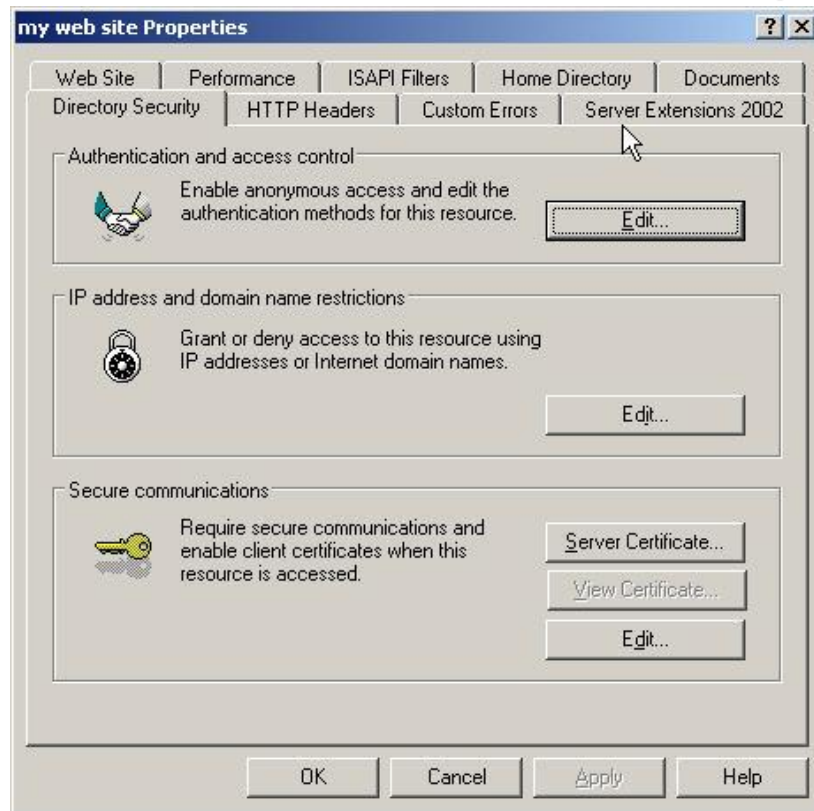 my web site Properties
Web Site Performance ISAPI Filters Home Directory Documents
Directory Security HTTP Headers Custom Errors Server Extensions 2002
Authentication and access control
Enable anonymous access and edit the
authentication methods for this resource.
Edit...
IP address and domain name restrictions
Grant or deny access to this resource using
IP addresses or Internet domain names.
Edit...
Secure communications
Require secure communications and
enable client certificates when this
resource is accessed.
Server Certificate...
View Certificate...
Edit...
OK Cancel Apply Help